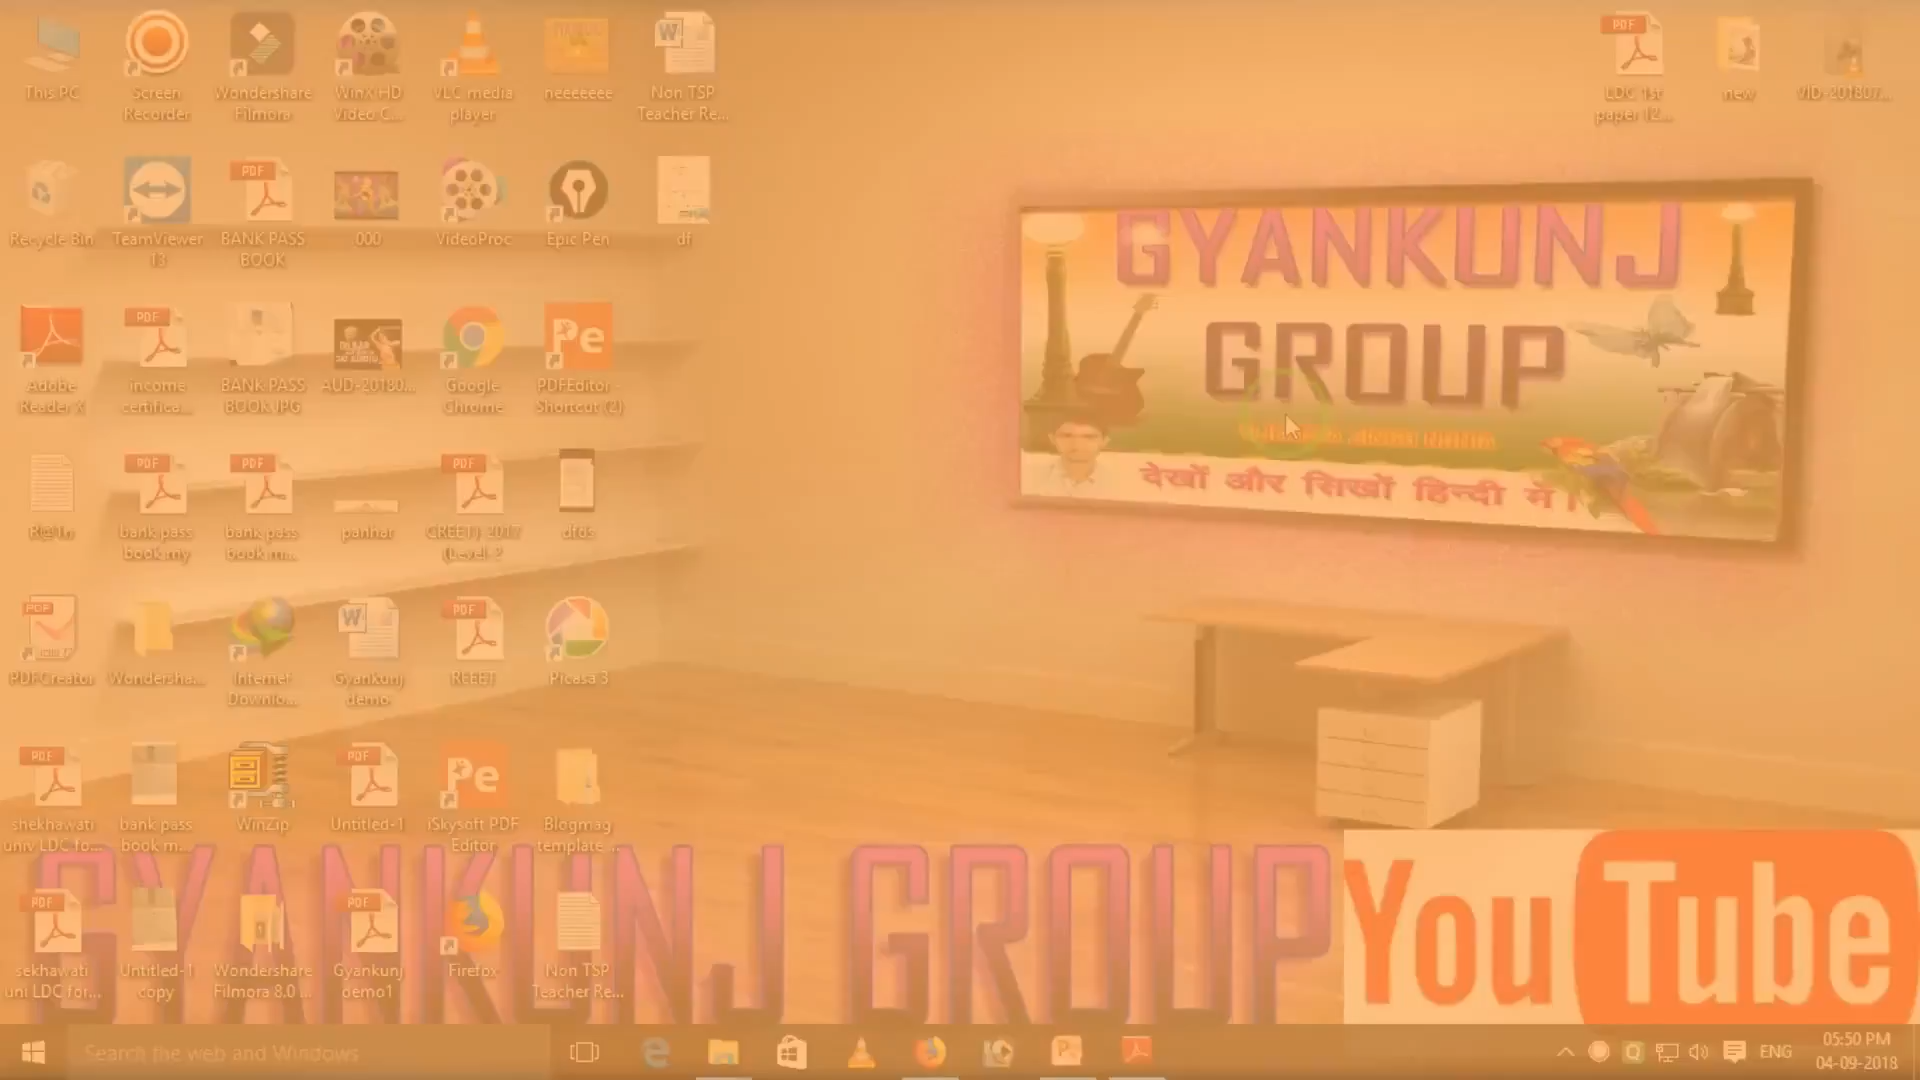 This PC
Screen
Recorder
Wondershare
Filmora
WinX HD
Video C...
VLC media
player
neeeeeee
Non TSP
Teacher Re...
LDC 1st
paper 12...
new
VID-201807...
Recycle Bin
TeamViewer
13
BANK PASS
BOOK
000
VideoProc
Epic Pen
df
GYANKUNJ
GROUP
देखों और सिखों हिन्दी में।
Adobe
Reader X
income
certifica...
BANK PASS
BOOK.JPG
AUD-20180...
Google
Chrome
PDFEditor -
Shortcut (2)
R@1n
bank pass
book my
bank pass
book m...
panhar
(REET)-2017
(Level-2
dfds
PDFCreator
Wondersha...
Internet
Downlo...
Gyankunj
demo
REEET
Picasa 3
shekhawati
univ LDC fo...
bank pass
book m...
WinZip
Untitled-1
iSkysoft PDF
Editor
Blogmag
template ...
sekhawati
uni LDC for...
Untitled-1
copy
Wondershare
Filmora 8.0 ...
Gyankunj
demo1
Firefox
Non TSP
Teacher Re...
GYANKUNJ GROUP
YouTube
Search the web and Windows
ENG
05:50 PM
04-09-2018